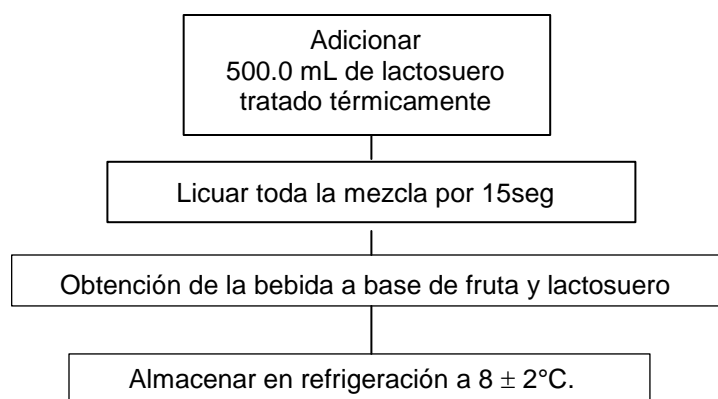 Adicionar
500.0 mL de lactosuero
tratado térmicamente
Licuar toda la mezcla por 15seg
Obtención de la bebida a base de fruta y lactosuero
Almacenar en refrigeración a 8 ± 2°C.